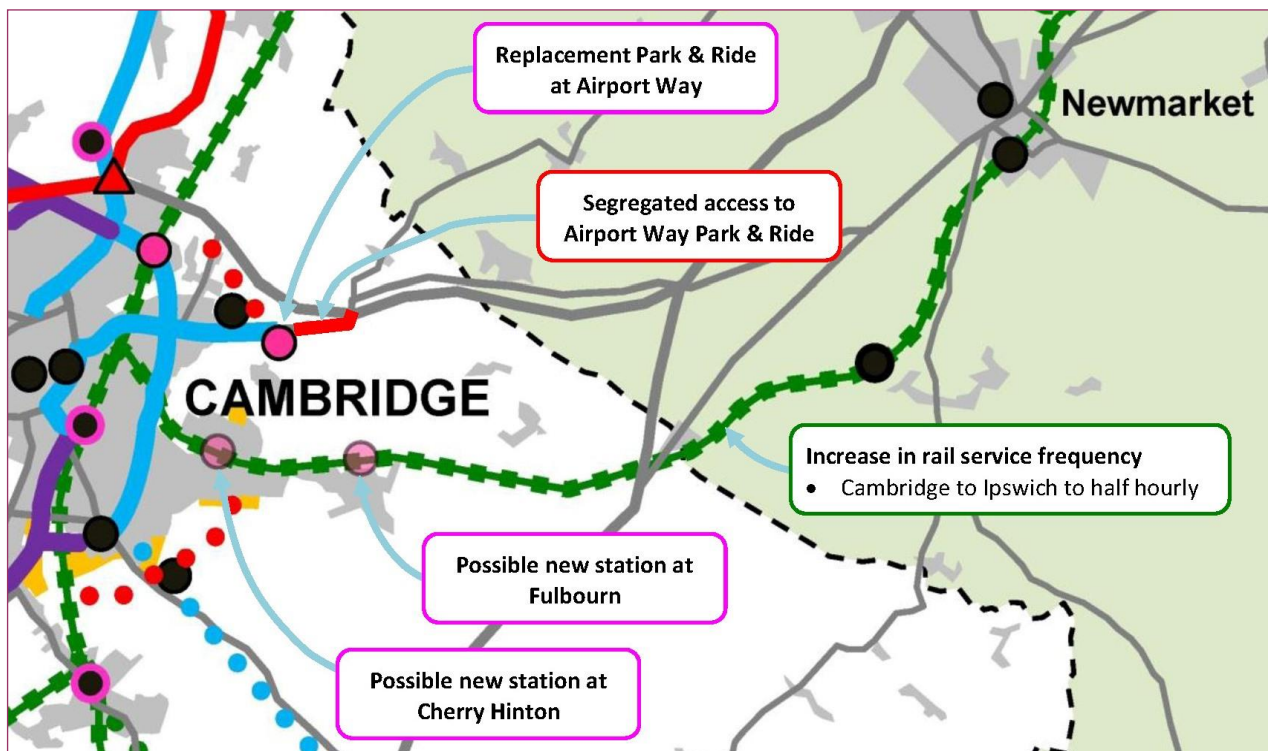 Replacement Park & Ride
at Airport Way
Newmarket
Segregated access to
Airport Way Park & Ride
CAMBRIDGE
Increase in rail service frequency
• Cambridge to Ipswich to half hourly
Possible new station at
Fulbourn
Possible new station at
Cherry Hinton